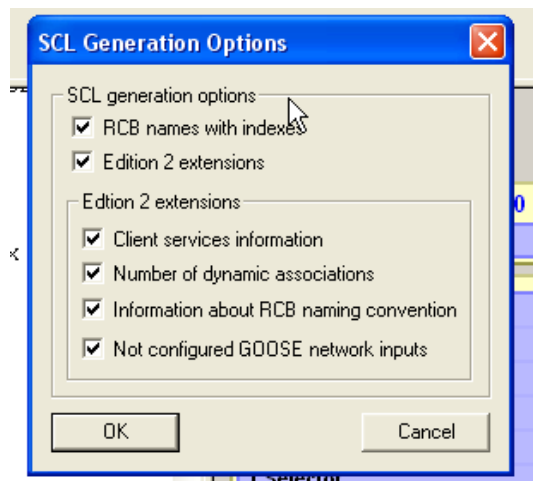 SCL Generation Options
SCL generation options
RCB names with indexes
Edition 2 extensions
Edtion 2 extensions
0
Client services information
x
Number of dynamic associations
Information about RCB naming convention
Not configured GOOSE network inputs
OK
Cancel